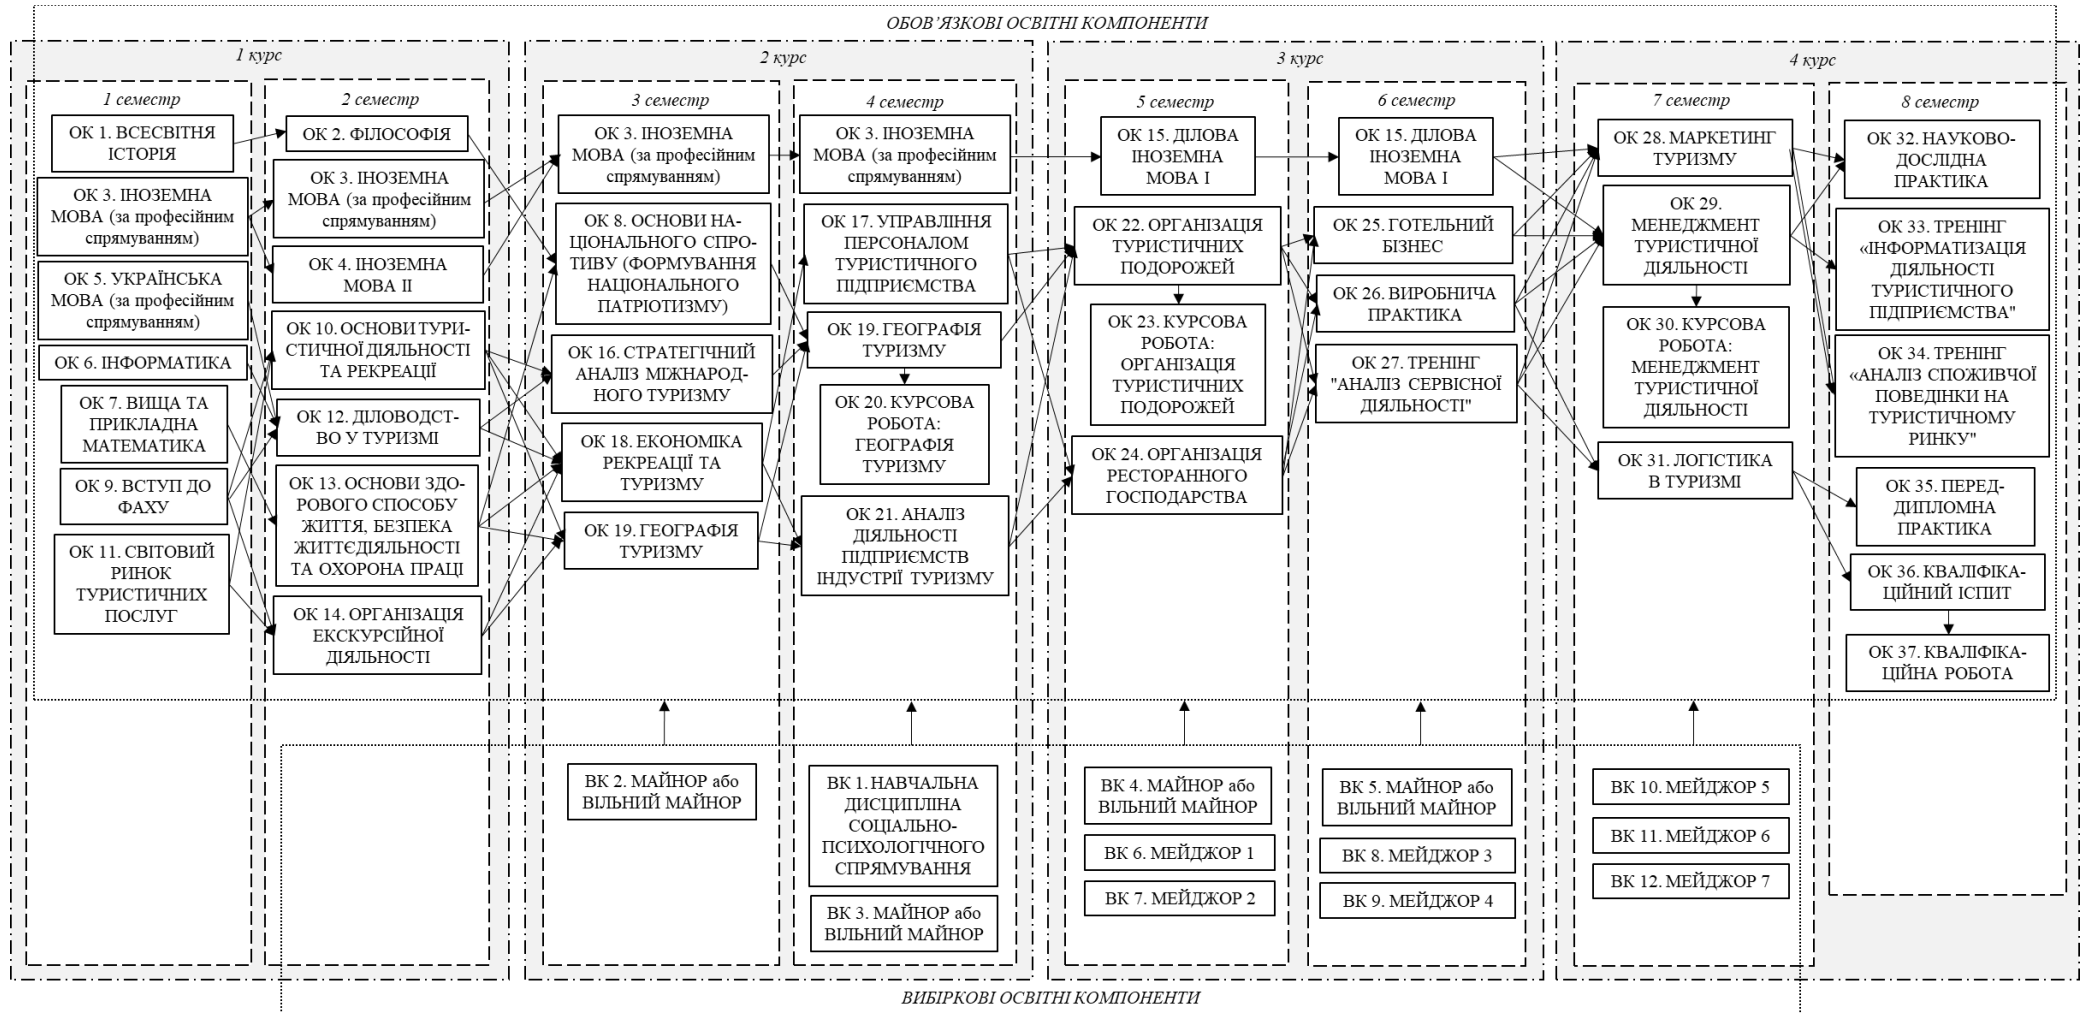 ОБОВ’ЯЗКОВІ ОСВІТНІ КОМПОНЕНТИ
1 курс
1 семестр
ОК 1. ВСЕСВІТНЯ
ІСТОРІЯ
ОК 3. ІНОЗЕМНА
МОВА (за професійним
спрямуванням)
ОК 5. УКРАЇНСЬКА
МОВА (за професійним
спрямуванням)
ОК 6. ІНФОРМАТИКА
ОК 7. ВИЩА ТА
ПРИКЛАДНА
МАТЕМАТИКА
ОК 9. ВСТУП ДО
ФАХУ
ОК 11. СВІТОВИЙ
РИНОК
ТУРИСТИЧНИХ
ПОСЛУГ
2 семестр
ОК 2. ФІЛОСОФІЯ
ОК 3. ІНОЗЕМНА
МОВА (за професійним
спрямуванням)
ОК 4. ІНОЗЕМНА
МОВА ІІ
ОК 10. ОСНОВИ ТУРИ-
СТИЧНОЇ ДІЯЛЬНОСТІ
ТА РЕКРЕАЦІЇ
ОК 12. ДІЛОВОДСТ-
ВО У ТУРИЗМІ
ОК 13. ОСНОВИ ЗДО-
РОВОГО СПОСОБУ
ЖИТТЯ, БЕЗПЕКА
ЖИТТЄДІЯЛЬНОСТІ
ТА ОХОРОНА ПРАЦІ
ОК 14. ОРГАНІЗАЦІЯ
ЕКСКУРСІЙНОЇ
ДІЯЛЬНОСТІ
2 курс
3 семестр
ОК 3. ІНОЗЕМНА
МОВА (за професійним
спрямуванням)
ОК 8. ОСНОВИ НА-
ЦІОНАЛЬНОГО СПРО-
ТИВУ (ФОРМУВАННЯ
НАЦІОНАЛЬНОГО
ПАТРІОТИЗМУ)
ОК 16. СТРАТЕГІЧНИЙ
АНАЛІЗ МІЖНАРОД-
НОГО ТУРИЗМУ
ОК 18. ЕКОНОМІКА
РЕКРЕАЦІЇ ТА
ТУРИЗМУ
ОК 19. ГЕОГРАФІЯ
ТУРИЗМУ
4 семестр
ОК 3. ІНОЗЕМНА
МОВА (за професійним
спрямуванням)
ОК 17. УПРАВЛІННЯ
ПЕРСОНАЛОМ
ТУРИСТИЧНОГО
ПІДПРИЄМСТВА
ОК 19. ГЕОГРАФІЯ
ТУРИЗМУ
ОК 20. КУРСОВА
РОБОТА:
ГЕОГРАФІЯ
ТУРИЗМУ
ОК 21. АНАЛІЗ
ДІЯЛЬНОСТІ
ПІДПРИЄМСТВ
ІНДУСТРІЇ ТУРИЗМУ
3 курс
5 семестр
ОК 15. ДІЛОВА
ІНОЗЕМНА
МОВА І
ОК 22. ОРГАНІЗАЦІЯ
ТУРИСТИЧНИХ
ПОДОРОЖЕЙ
ОК 23. КУРСОВА
РОБОТА:
ОРГАНІЗАЦІЯ
ТУРИСТИЧНИХ
ПОДОРОЖЕЙ
ОК 24. ОРГАНІЗАЦІЯ
РЕСТОРАННОГО
ГОСПОДАРСТВА
6 семестр
ОК 15. ДІЛОВА
ІНОЗЕМНА
МОВА І
ОК 25. ГОТЕЛЬНИЙ
БІЗНЕС
ОК 26. ВИРОБНИЧА
ПРАКТИКА
ОК 27. ТРЕНІНГ
"АНАЛІЗ СЕРВІСНОЇ
ДІЯЛЬНОСТІ"
4 курс
7 семестр
ОК 28. МАРКЕТИНГ
ТУРИЗМУ
ОК 29.
МЕНЕДЖМЕНТ
ТУРИСТИЧНОЇ
ДІЯЛЬНОСТІ
ОК 30. КУРСОВА
РОБОТА:
МЕНЕДЖМЕНТ
ТУРИСТИЧНОЇ
ДІЯЛЬНОСТІ
ОК 31. ЛОГІСТИКА
В ТУРИЗМІ
8 семестр
ОК 32. НАУКОВО-
ДОСЛІДНА
ПРАКТИКА
ОК 33. ТРЕНІНГ
«ІНФОРМАТИЗАЦІЯ
ДІЯЛЬНОСТІ
ТУРИСТИЧНОГО
ПІДПРИЄМСТВА"
ОК 34. ТРЕНІНГ
«АНАЛІЗ СПОЖИВЧОЇ
ПОВЕДІНКИ НА
ТУРИСТИЧНОМУ
РИНКУ"
ОК 35. ПЕРЕД-
ДИПЛОМНА
ПРАКТИКА
ОК 36. КВАЛІФІКА-
ЦІЙНИЙ ІСПИТ
ОК 37. КВАЛІФІКА-
ЦІЙНА РОБОТА
ВК 2. МАЙНОР або
ВІЛЬНИЙ МАЙНОР
ВК 1. НАВЧАЛЬНА
ДИСЦИПЛІНА
СОЦІАЛЬНО-
ПСИХОЛОГІЧНОГО
СПРЯМУВАННЯ
ВК 3. МАЙНОР або
ВІЛЬНИЙ МАЙНОР
ВК 4. МАЙНОР або
ВІЛЬНИЙ МАЙНОР
ВК 6. МЕЙДЖОР 1
ВК 7. МЕЙДЖОР 2
ВК 5. МАЙНОР або
ВІЛЬНИЙ МАЙНОР
ВК 8. МЕЙДЖОР 3
ВК 9. МЕЙДЖОР 4
ВК 10. МЕЙДЖОР 5
ВК 11. МЕЙДЖОР 6
ВК 12. МЕЙДЖОР 7
ВИБІРКОВІ ОСВІТНІ КОМПОНЕНТИ